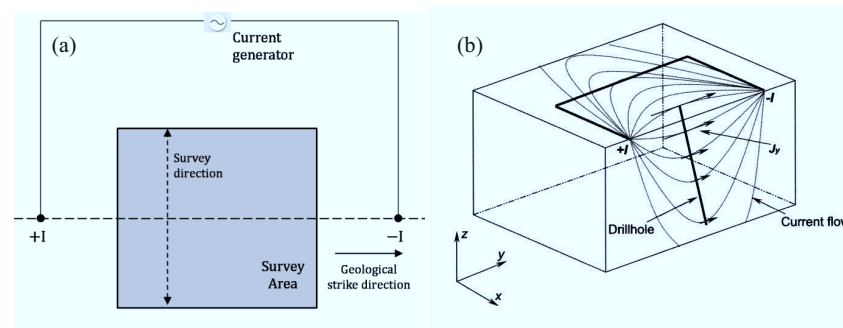 (a)
Current
generator
Survey
direction
+I
−I
Survey
Area
Geological
strike direction
(b)
-I
+I
Jy
Drillhole
Current flow
z
y
x